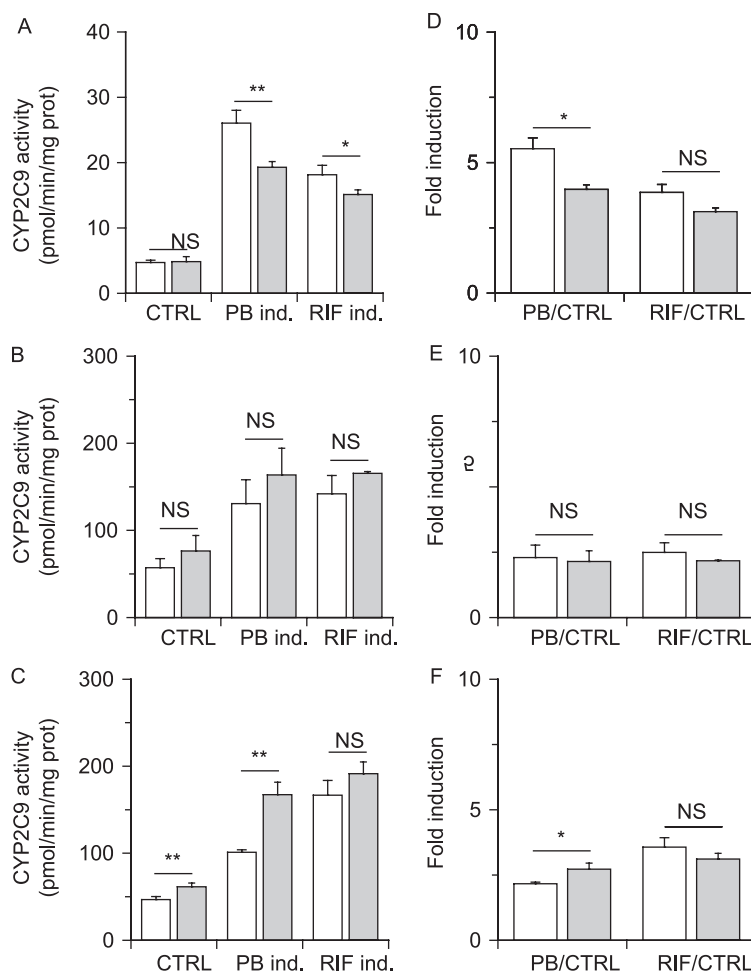 A
CYP2C9 activity
(pmol/min/mg prot)
40
30
20
10
0
NS
**
*
CTRL
PB ind.
RIF ind.
D
Fold induction
10
5
0
*
NS
PB/CTRL
RIF/CTRL
B
CYP2C9 activity
(pmol/min/mg prot)
300
200
150
100
50
0
NS
NS
NS
CTRL
PB ind.
RIF ind.
E
Fold induction
10
5
0
NS
NS
PB/CTRL
RIF/CTRL
C
CYP2C9 activity
(pmol/min/mg prot)
300
200
100
0
**
**
NS
CTRL
PB ind.
RIF ind.
F
Fold induction
10
5
0
*
NS
PB/CTRL
RIF/CTRL